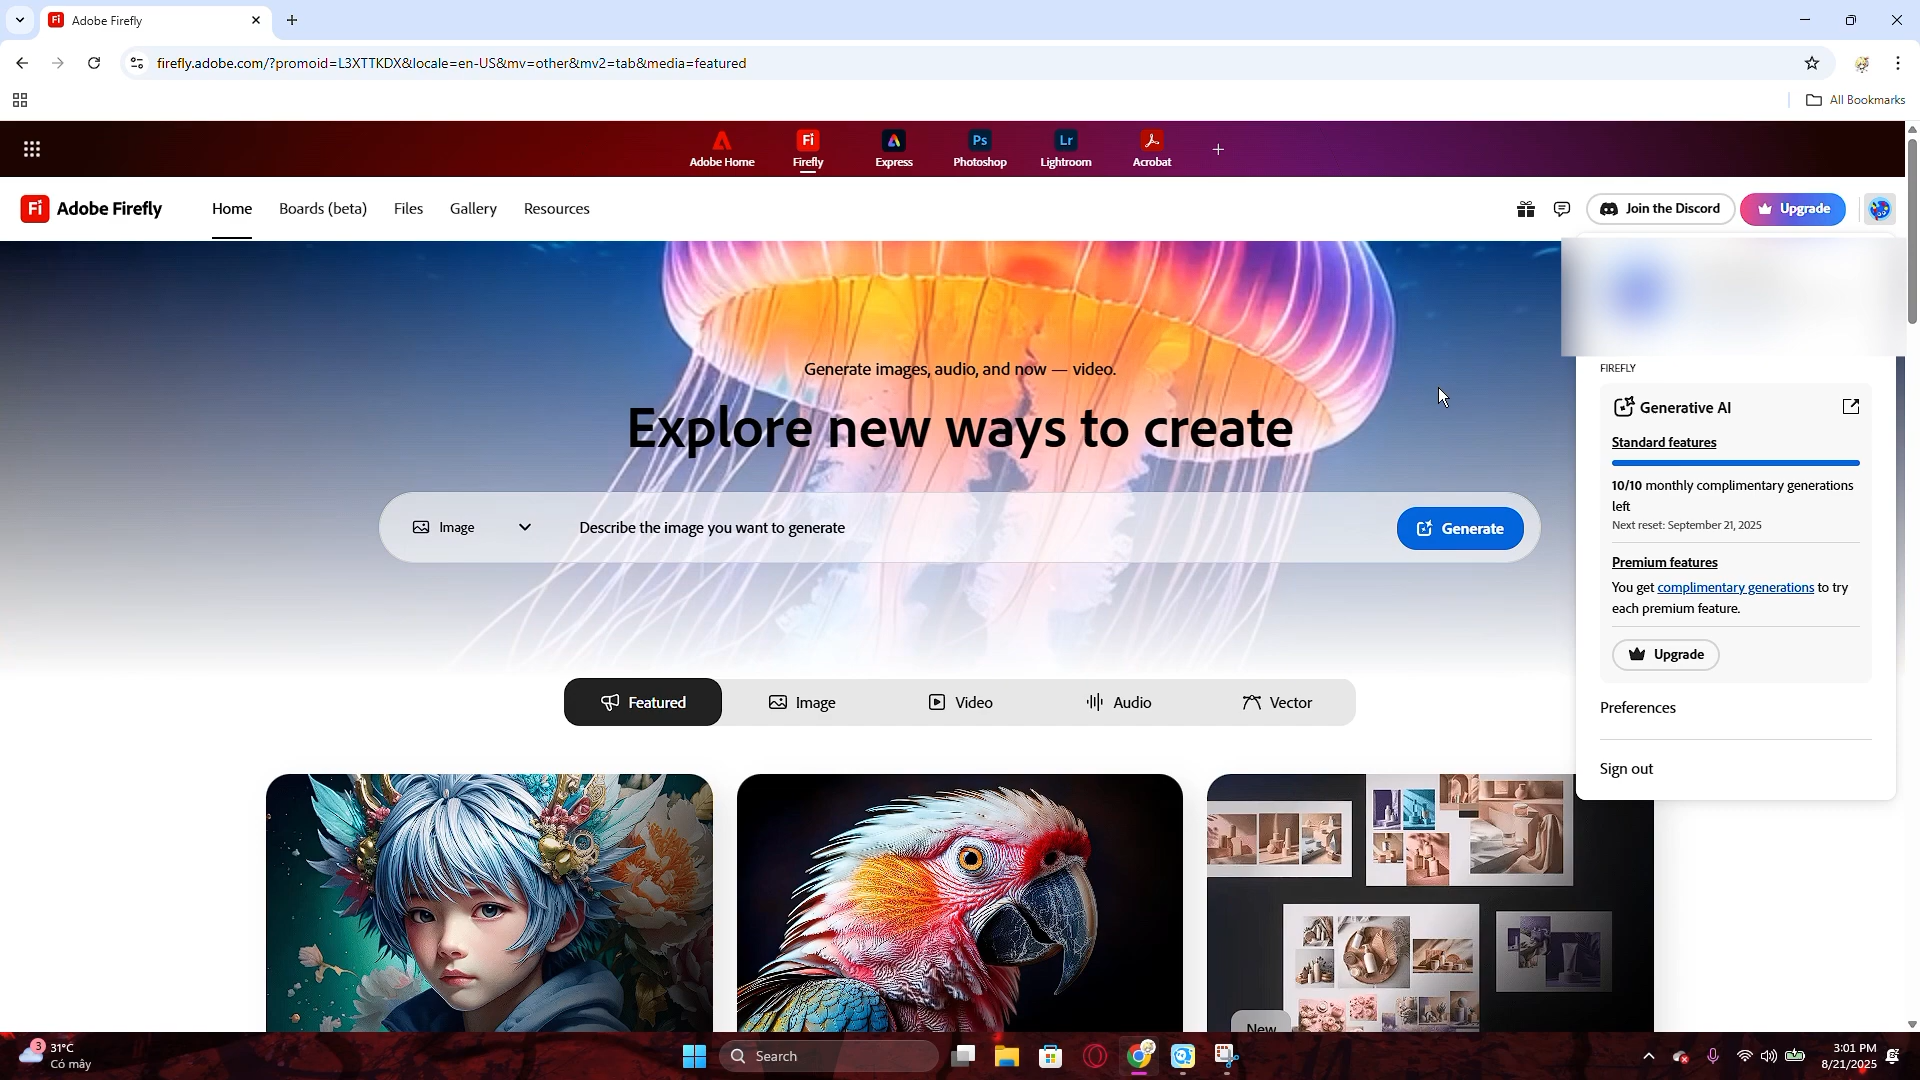 Adobe Firefly
firefly.adobe.com/?promoid=L3XTTKDX&locale=en-US&mv=other&mv2=tab&media=featured
All Bookmarks
Adobe Home
Firefly
Express
Photoshop
Lightroom
Acrobat
Adobe Firefly
Home
Boards (beta)
Files
Gallery
Resources
Join the Discord
Upgrade
Generate images, audio, and now — video.
Explore new ways to create
Image
Describe the image you want to generate
Generate
FIREFLY
Generative AI
Standard features
10/10 monthly complimentary generations
left
Next reset: September 21, 2025
Premium features
You get complimentary generations to try
each premium feature.
Upgrade
Preferences
Sign out
Featured
Image
Video
Audio
Vector
New
3
31°C
Có mây
Search
3:01 PM
8/21/2025